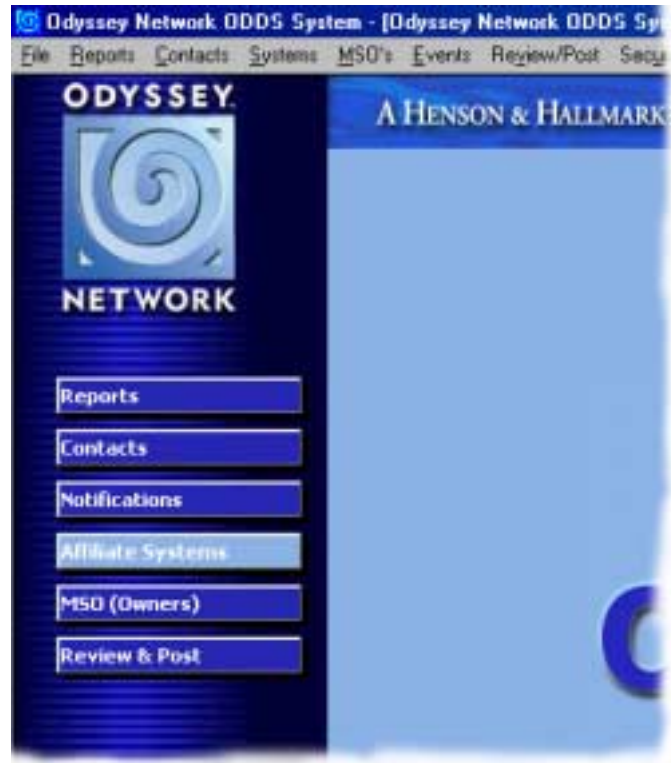 Odyssey Network ODDS System - [Odyssey Network ODDS Sy
File Reports Contacts Systems MSO's Events Review/Post Secu
ODYSSEY
NETWORK
A HENSON & HALLMARK
Reports
Contacts
Notifications
Affiliate Systems
MSO (Owners)
Review & Post
O